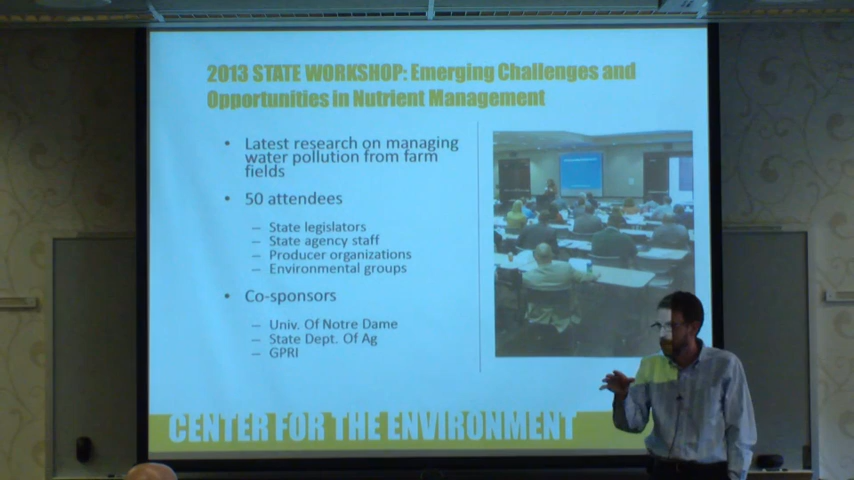 2013 STATE WORKSHOP: Emerging Challenges and
Opportunities in Nutrient Management
• Latest research on managing
water pollution from farm
fields
• 50 attendees
– State legislators
– State agency staff
– Producer organizations
– Environmental groups
• Co-sponsors
– Univ. Of Notre Dame
– State Dept. Of Ag
– GPRI
CENTER FOR THE ENVIRONMENT